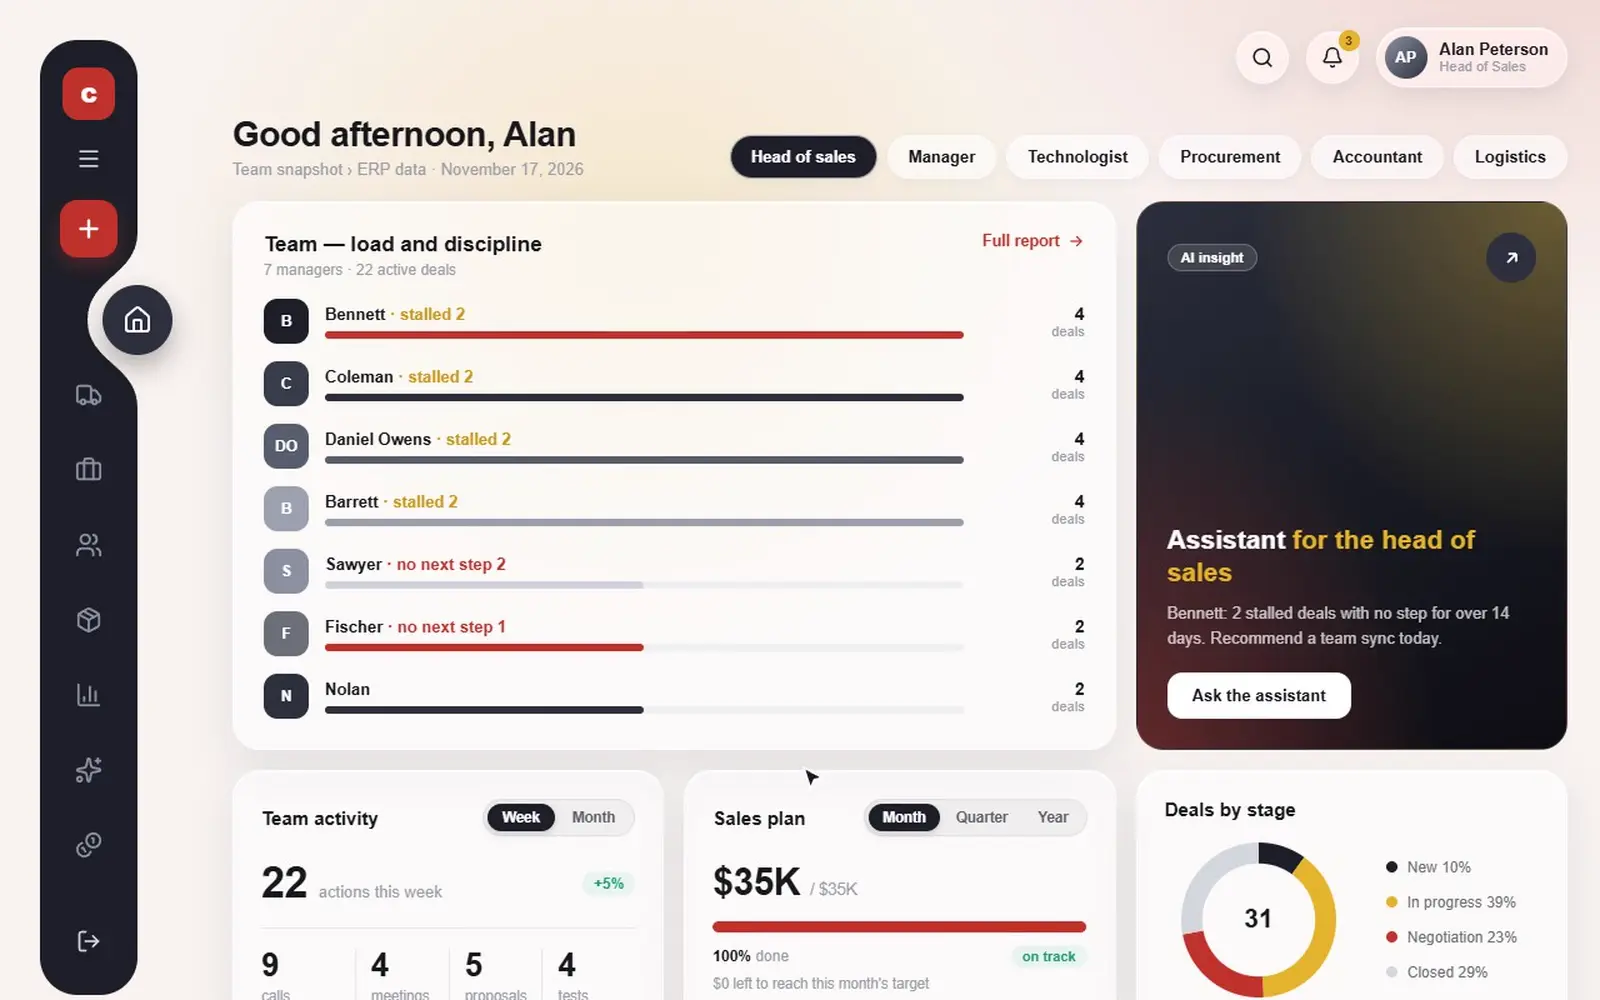 C
3
AP
Alan Peterson
Head of Sales
Good afternoon, Alan
Team snapshot › ERP data · November 17, 2026
Head of sales
Manager
Technologist
Procurement
Accountant
Logistics
Team — load and discipline
7 managers · 22 active deals
Full report →
B
Bennett · stalled 2
4
deals
C
Coleman · stalled 2
4
deals
DO
Daniel Owens · stalled 2
4
deals
B
Barrett · stalled 2
4
deals
S
Sawyer · no next step 2
2
deals
F
Fischer · no next step 1
2
deals
N
Nolan
2
deals
AI insight
Assistant for the head of
sales
Bennett: 2 stalled deals with no step for over 14
days. Recommend a team sync today.
Ask the assistant
Team activity
Week
Month
22 actions this week
+5%
9
calls
4
meetings
5
proposals
4
tests
Sales plan
Month
Quarter
Year
$35K / $35K
100% done
on track
$0 left to reach this month's target
Deals by stage
31
New 10%
In progress 39%
Negotiation 23%
Closed 29%